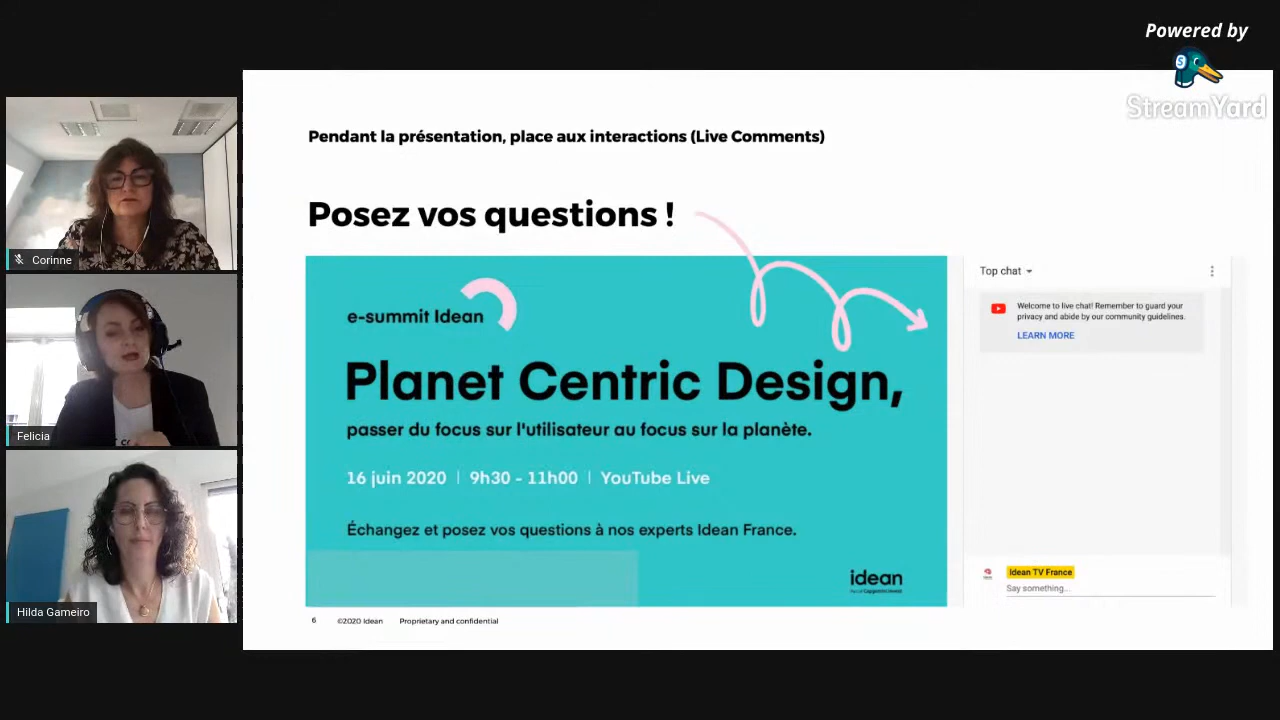 Powered by
StreamYard
Corinne
Felicia
Hilda Gameiro
Pendant la présentation, place aux interactions (Live Comments)
Posez vos questions !
e-summit Idean
Planet Centric Design,
passer du focus sur l'utilisateur au focus sur la planète.
16 juin 2020 | 9h30 - 11h00 | YouTube Live
Échangez et posez vos questions à nos experts Idean France.
idean
Top chat
Welcome to live chat! Remember to guard your
privacy and abide by our community guidelines.
LEARN MORE
Idean TV France
Say something...
6 ©2020 Idean Proprietary and confidential